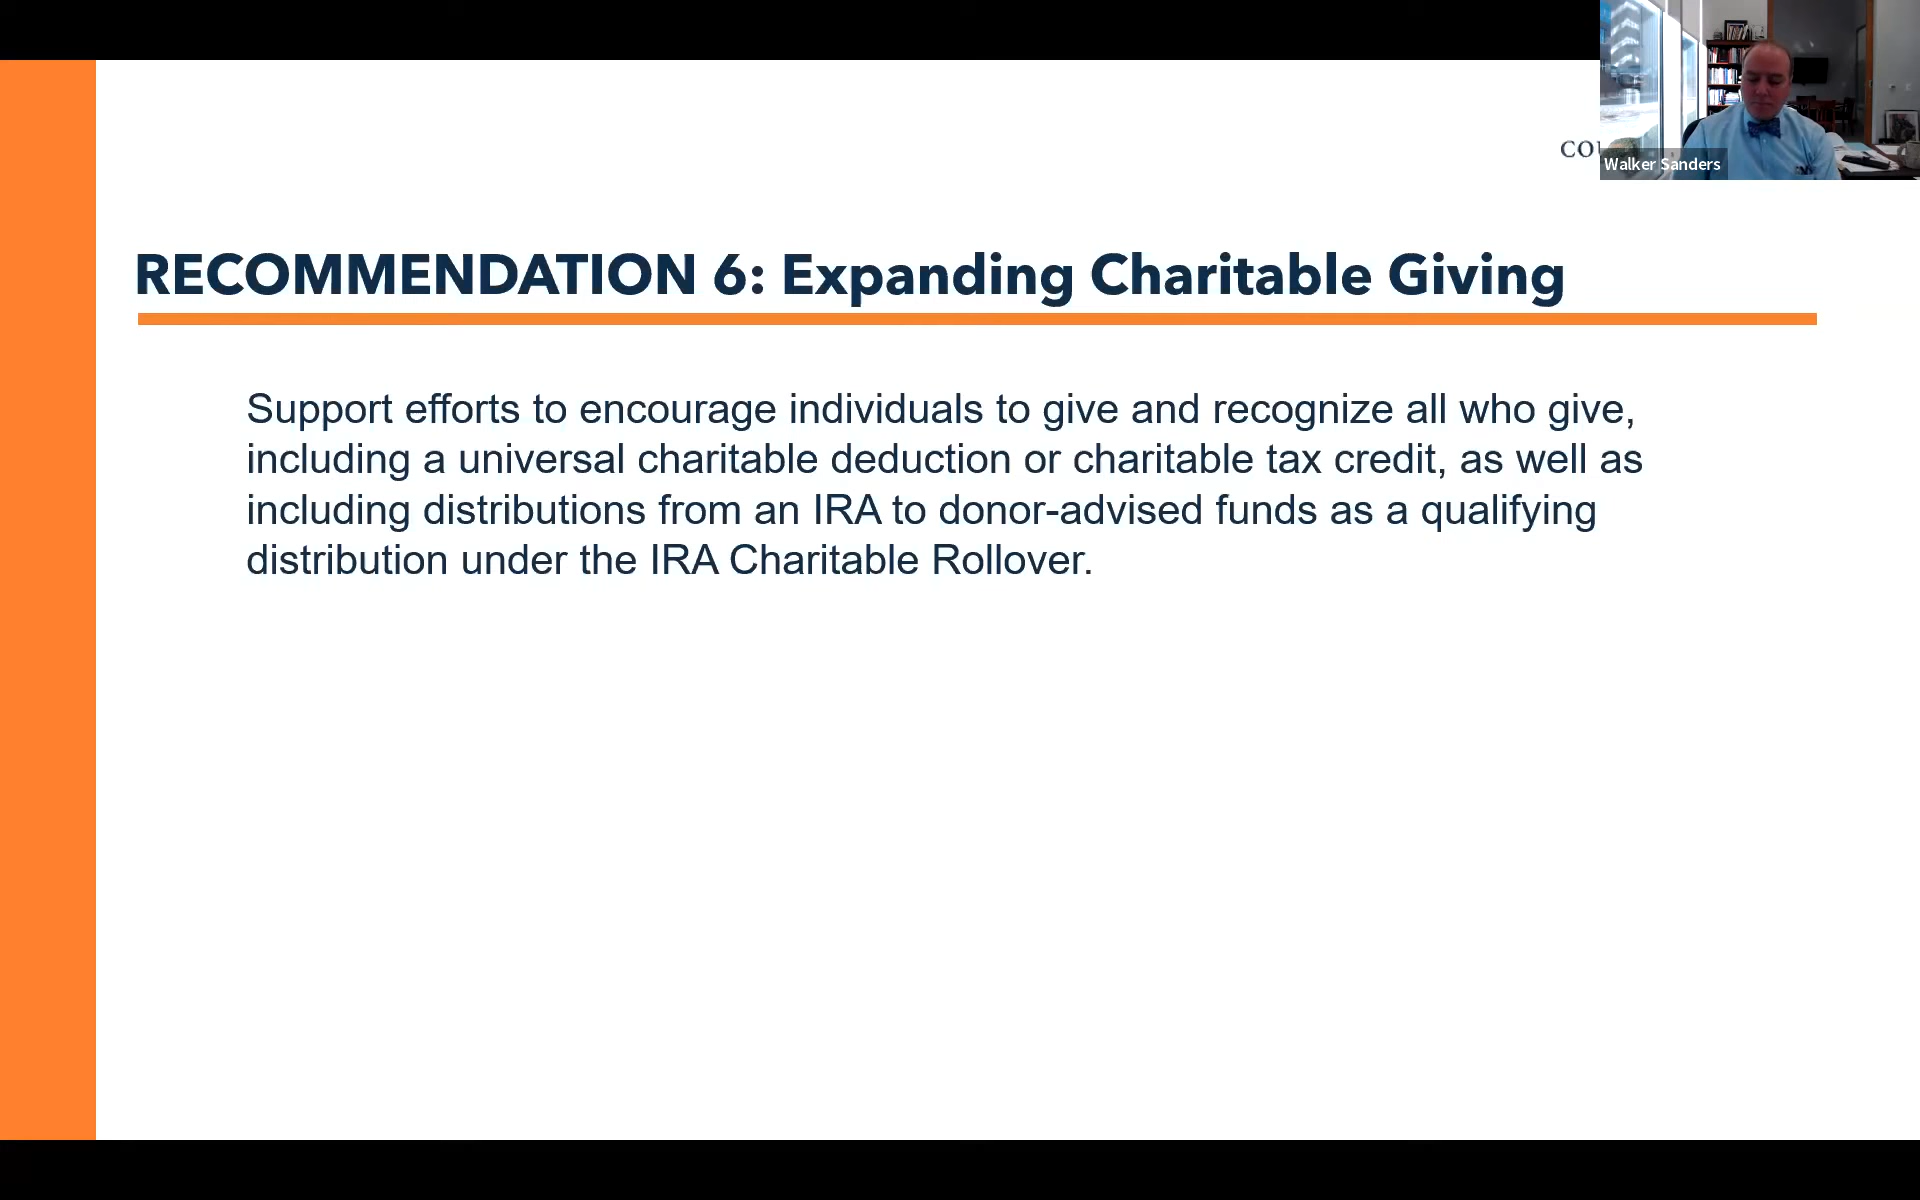 Walker Sanders
RECOMMENDATION 6: Expanding Charitable Giving
Support efforts to encourage individuals to give and recognize all who give,
including a universal charitable deduction or charitable tax credit, as well as
including distributions from an IRA to donor-advised funds as a qualifying
distribution under the IRA Charitable Rollover.